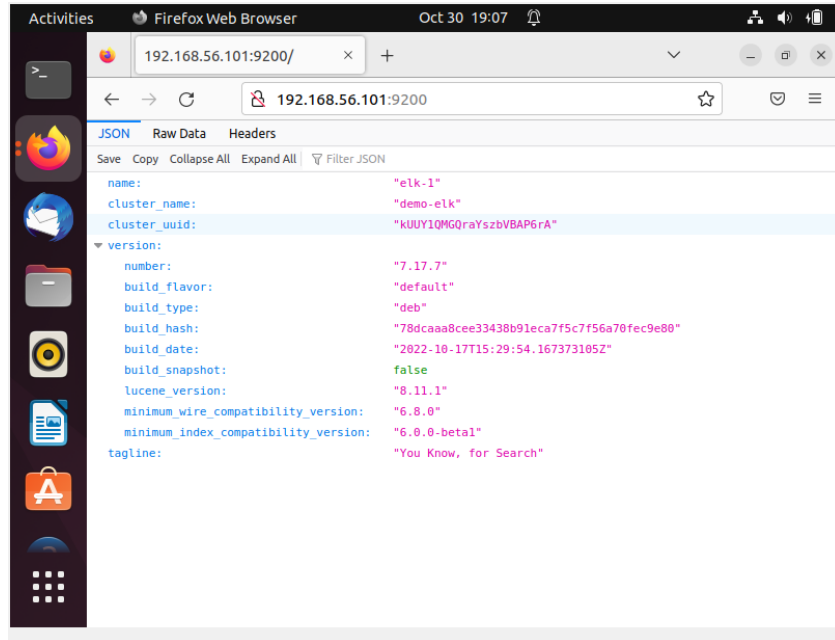 Activities Firefox Web Browser Oct 30 19:07
192.168.56.101:9200/
192.168.56.101:9200
JSON Raw Data Headers
Save Copy Collapse All Expand All Filter JSON
name: "elk-1"
cluster_name: "demo-elk"
cluster_uuid: "kUUY1QMGQraYszbVBAP6rA"
version:
number: "7.17.7"
build_flavor: "default"
build_type: "deb"
build_hash: "78dcaaa8cee33438b91eca7f5c7f56a70fec9e80"
build_date: "2022-10-17T15:29:54.167373105Z"
build_snapshot: false
lucene_version: "8.11.1"
minimum_wire_compatibility_version: "6.8.0"
minimum_index_compatibility_version: "6.0.0-beta1"
tagline: "You Know, for Search"